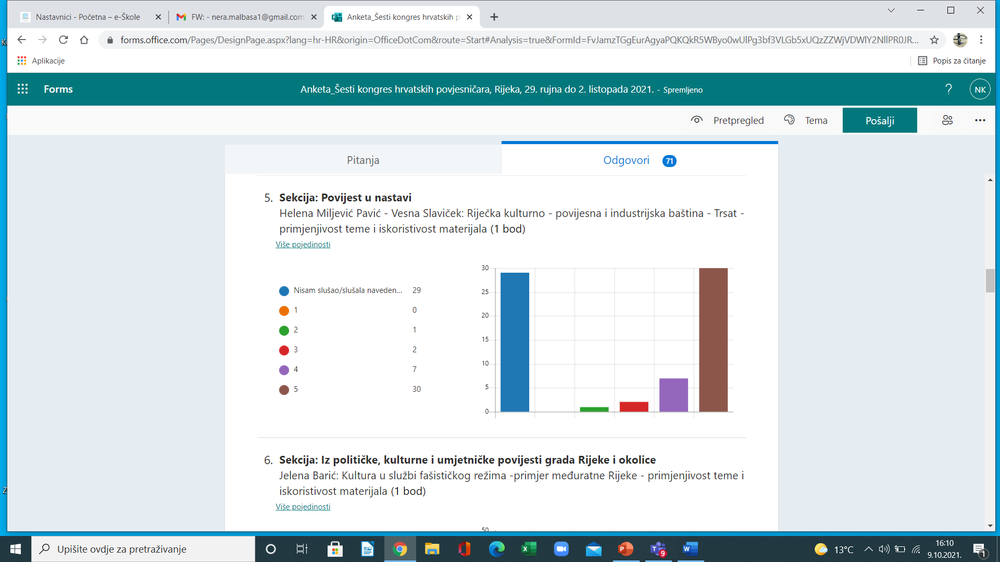 Nastavnici - Početna – e-Škole
FW: - nera.malbasa1@gmail.com
Anketa_Šesti kongres hrvatskih p
forms.office.com/Pages/DesignPage.aspx?lang=hr-HR&origin=OfficeDotCom&route=Start#Analysis=true&FormId=FvJamzTGgEurAgyaPQKQkR5WByo0wUlPg3bf3VLGb5xUQzZZWjVDWlY2NllPR0JR...
Aplikacije
Popis za čitanje
Forms
Anketa_Šesti kongres hrvatskih povjesničara, Rijeka, 29. rujna do 2. listopada 2021. - Spremljeno
? NK
Pretpregled
Tema
Pošalji
Pitanja
Odgovori 71
5. Sekcija: Povijest u nastavi
Helena Miljević Pavić - Vesna Slaviček: Riječka kulturno - povijesna i industrijska baština - Trsat -
primjenjivost teme i iskoristivost materijala (1 bod)
Više pojedinosti
Nisam slušao/slušala naveden... 29
1 0
2 1
3 2
4 7
5 30
30
25
20
15
10
5
0
6. Sekcija: Iz političke, kulturne i umjetničke povijesti grada Rijeke i okolice
Jelena Barić: Kultura u službi fašističkog režima -primjer međuratne Rijeke - primjenjivost teme i
iskoristivost materijala (1 bod)
Više pojedinosti
50
Upišite ovdje za pretraživanje
9
13°C
16:10
9.10.2021.
1